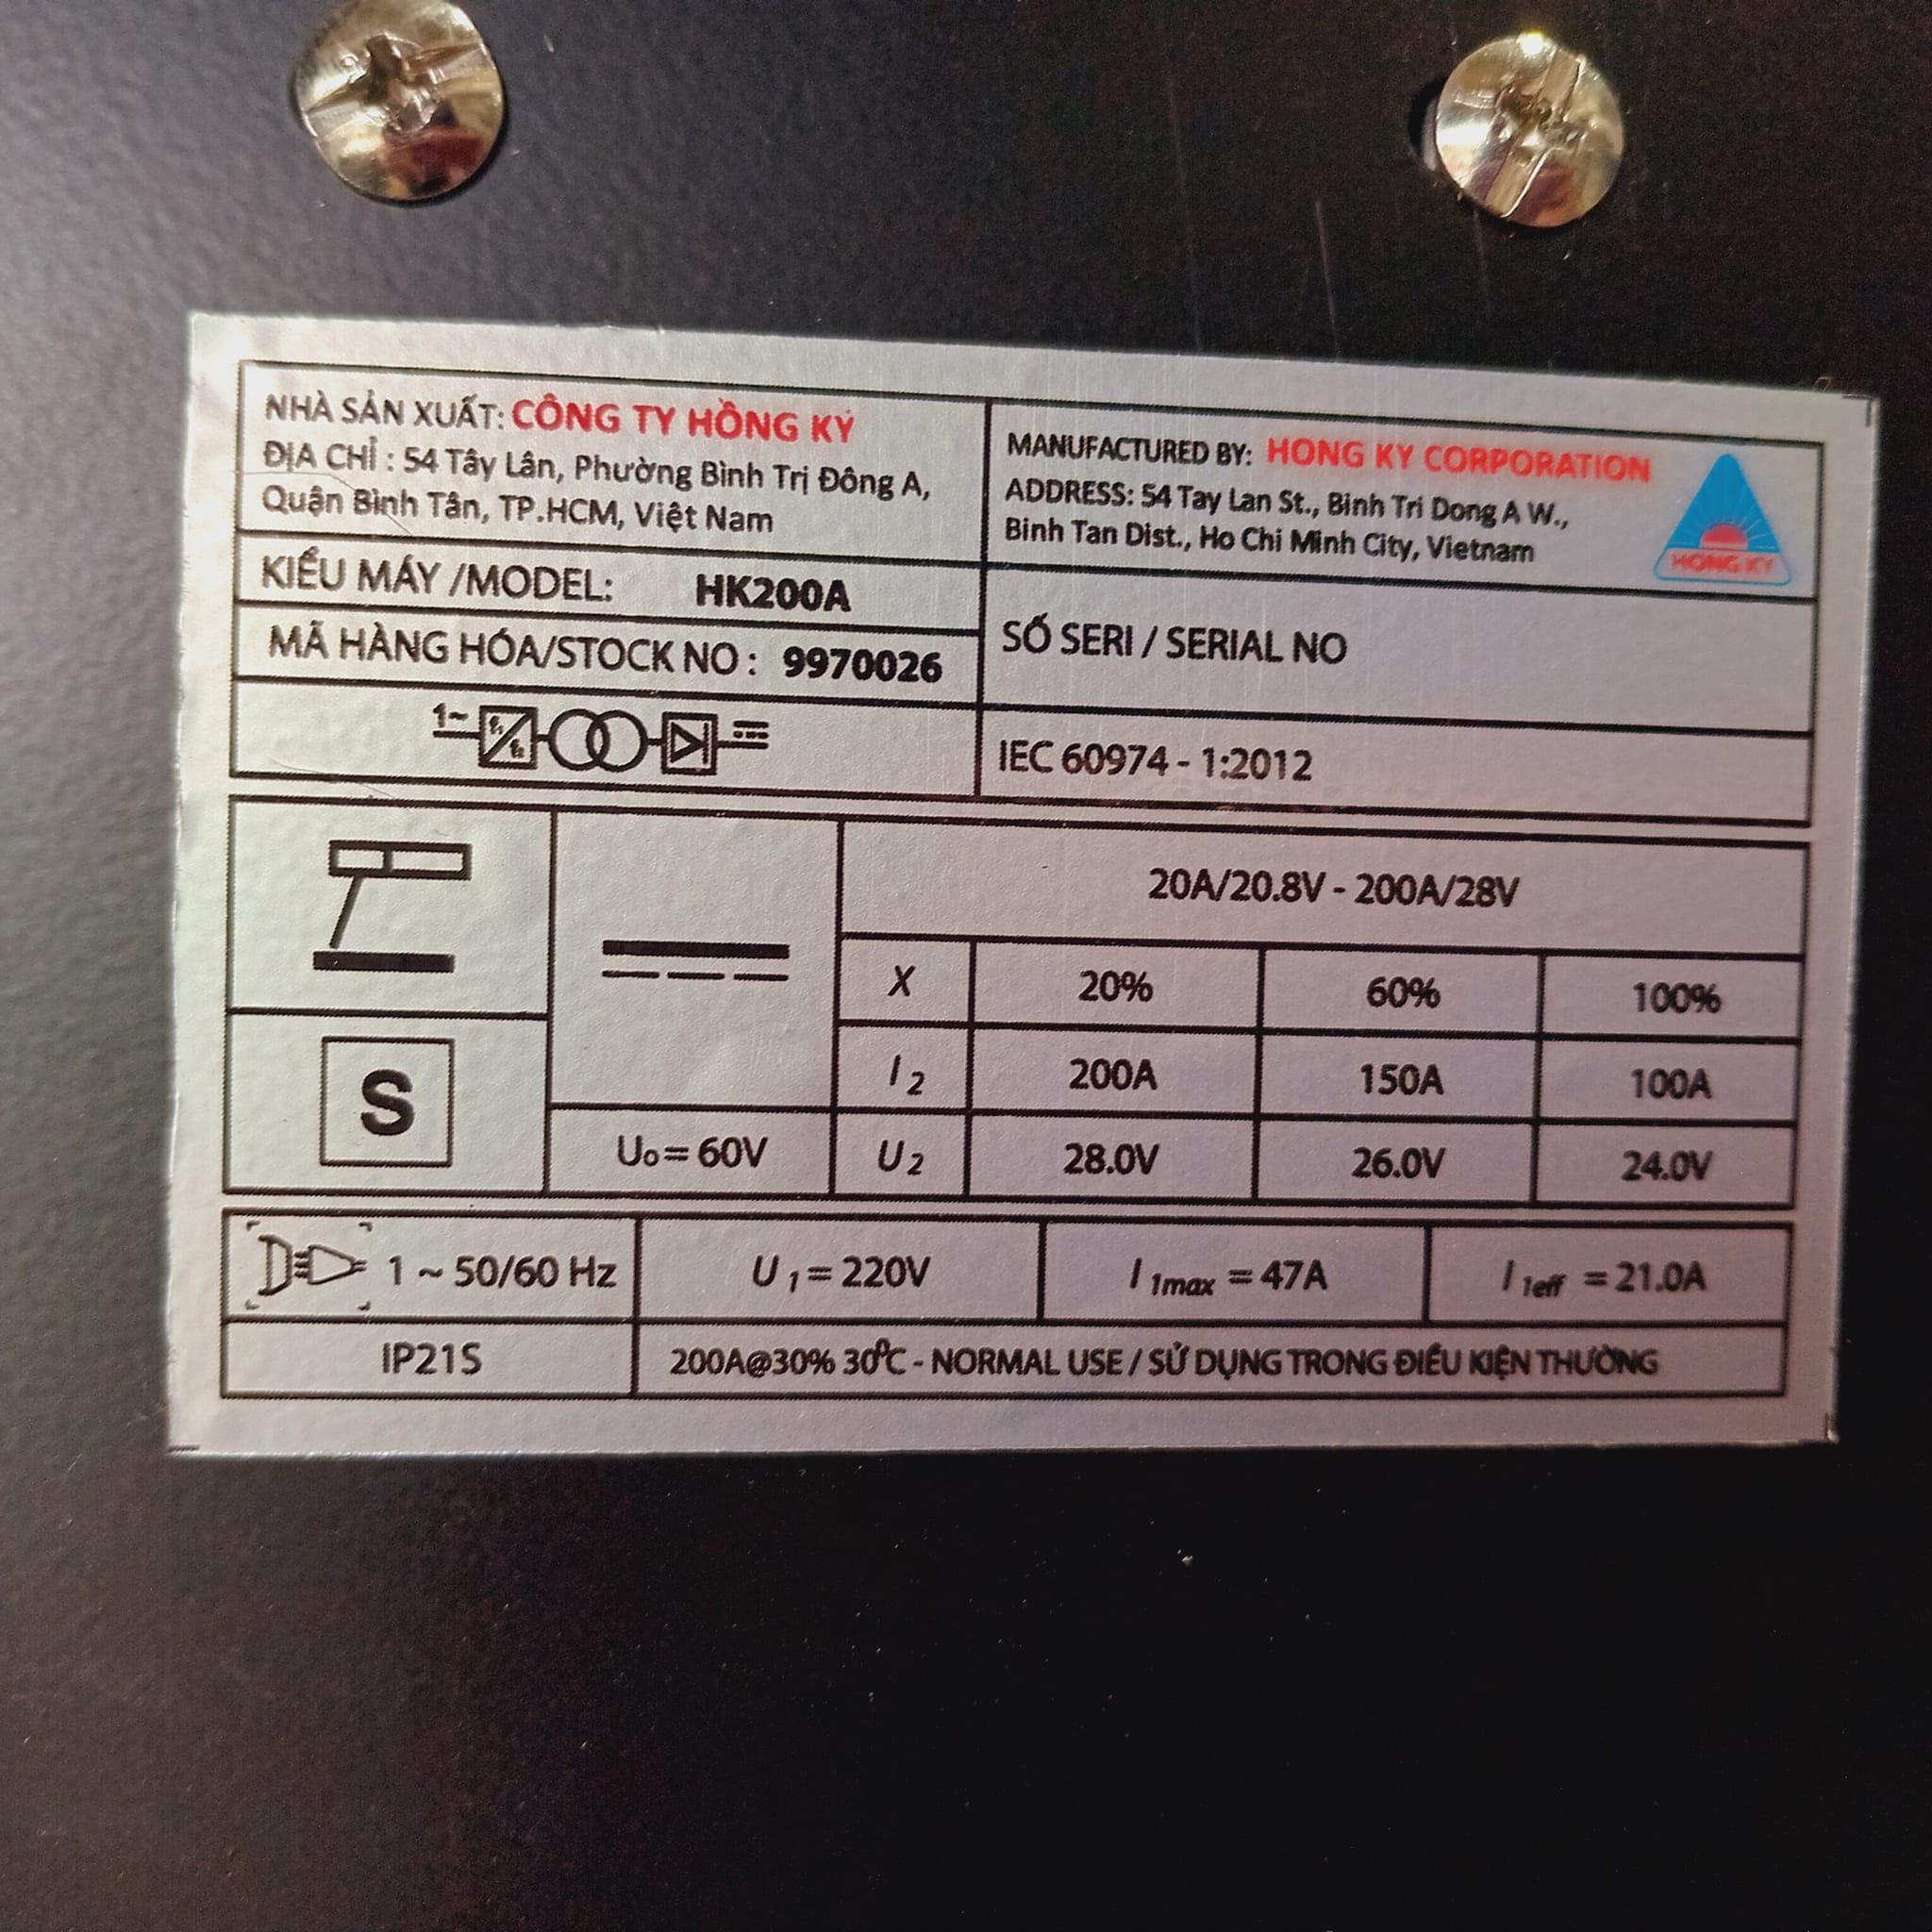 NHÀ SẢN XUẤT: CÔNG TY HỒNG KÝ
ĐỊA CHỈ : 54 Tây Lân, Phường Bình Trị Đông A,
Quận Bình Tân, TP.HCM, Việt Nam
MANUFACTURED BY: HONG KY CORPORATION
ADDRESS: 54 Tay Lan St., Binh Tri Dong A W.,
Binh Tan Dist., Ho Chi Minh City, Vietnam
HONG KY
KIỂU MÁY /MODEL: HK200A
MÃ HÀNG HÓA/STOCK NO : 9970026
SỐ SERI / SERIAL NO
1~ f₁ f₂
IEC 60974 - 1:2012
20A/20.8V - 200A/28V
X 20% 60% 100%
I₂ 200A 150A 100A
S
U₀= 60V
U₂ 28.0V 26.0V 24.0V
1 ~ 50/60 Hz
U₁= 220V
I 1max = 47A
I 1eff = 21.0A
IP21S
200A@30% 30⁰C - NORMAL USE / SỬ DỤNG TRONG ĐIỀU KIỆN THƯỜNG